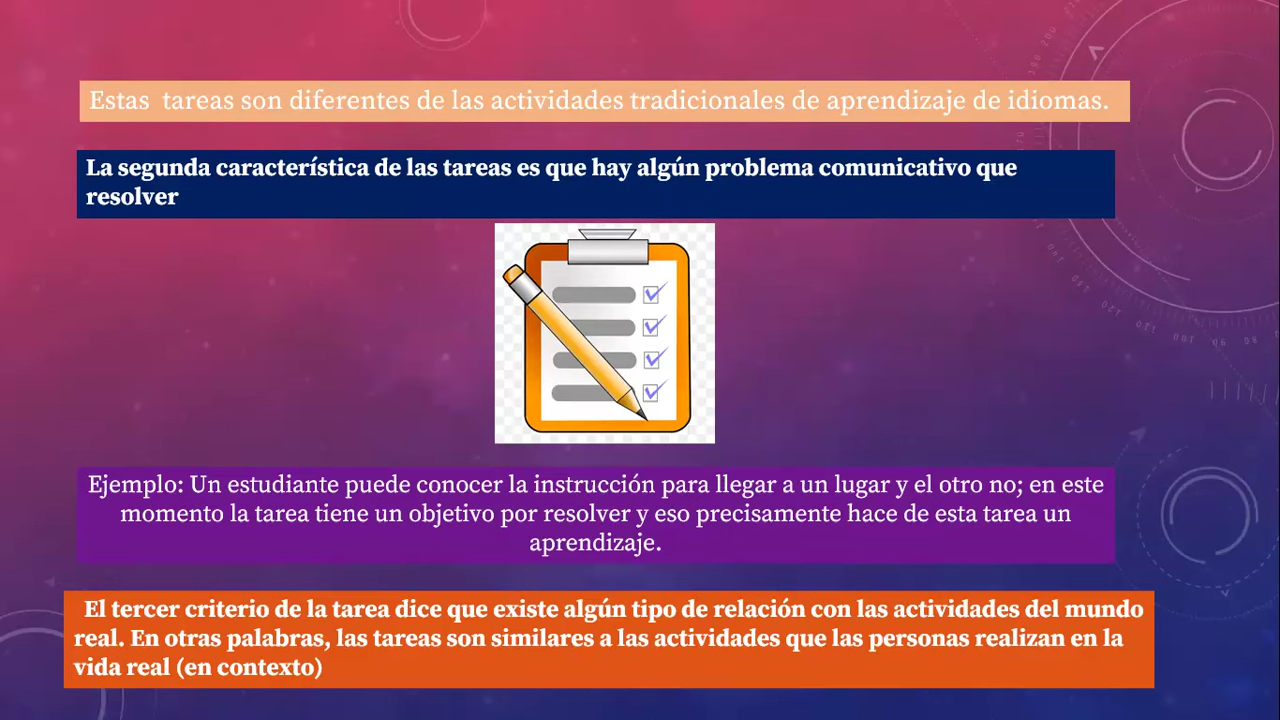 Estas  tareas son diferentes de las actividades tradicionales de aprendizaje de idiomas.
La segunda característica de las tareas es que hay algún problema comunicativo que
resolver
Ejemplo: Un estudiante puede conocer la instrucción para llegar a un lugar y el otro no; en este
momento la tarea tiene un objetivo por resolver y eso precisamente hace de esta tarea un
aprendizaje.
El tercer criterio de la tarea dice que existe algún tipo de relación con las actividades del mundo
real. En otras palabras, las tareas son similares a las actividades que las personas realizan en la
vida real (en contexto)